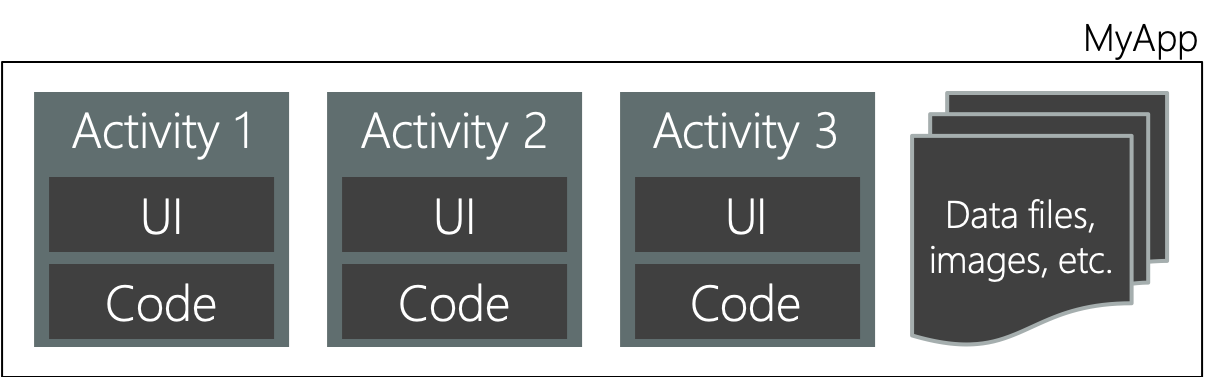 MyApp
Activity 1
UI
Code
Activity 2
UI
Code
Activity 3
UI
Code
Data files,
images, etc.